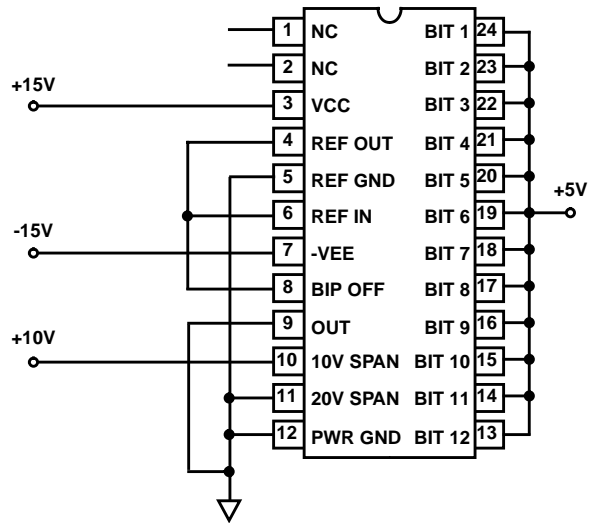 1 NC BIT 1 24
2 NC BIT 2 23
+15V
3 VCC BIT 3 22
4 REF OUT BIT 4 21
5 REF GND BIT 5 20
+5V
6 REF IN BIT 6 19
-15V
7 -VEE BIT 7 18
8 BIP OFF BIT 8 17
9 OUT BIT 9 16
+10V
10 10V SPAN BIT 10 15
11 20V SPAN BIT 11 14
12 PWR GND BIT 12 13